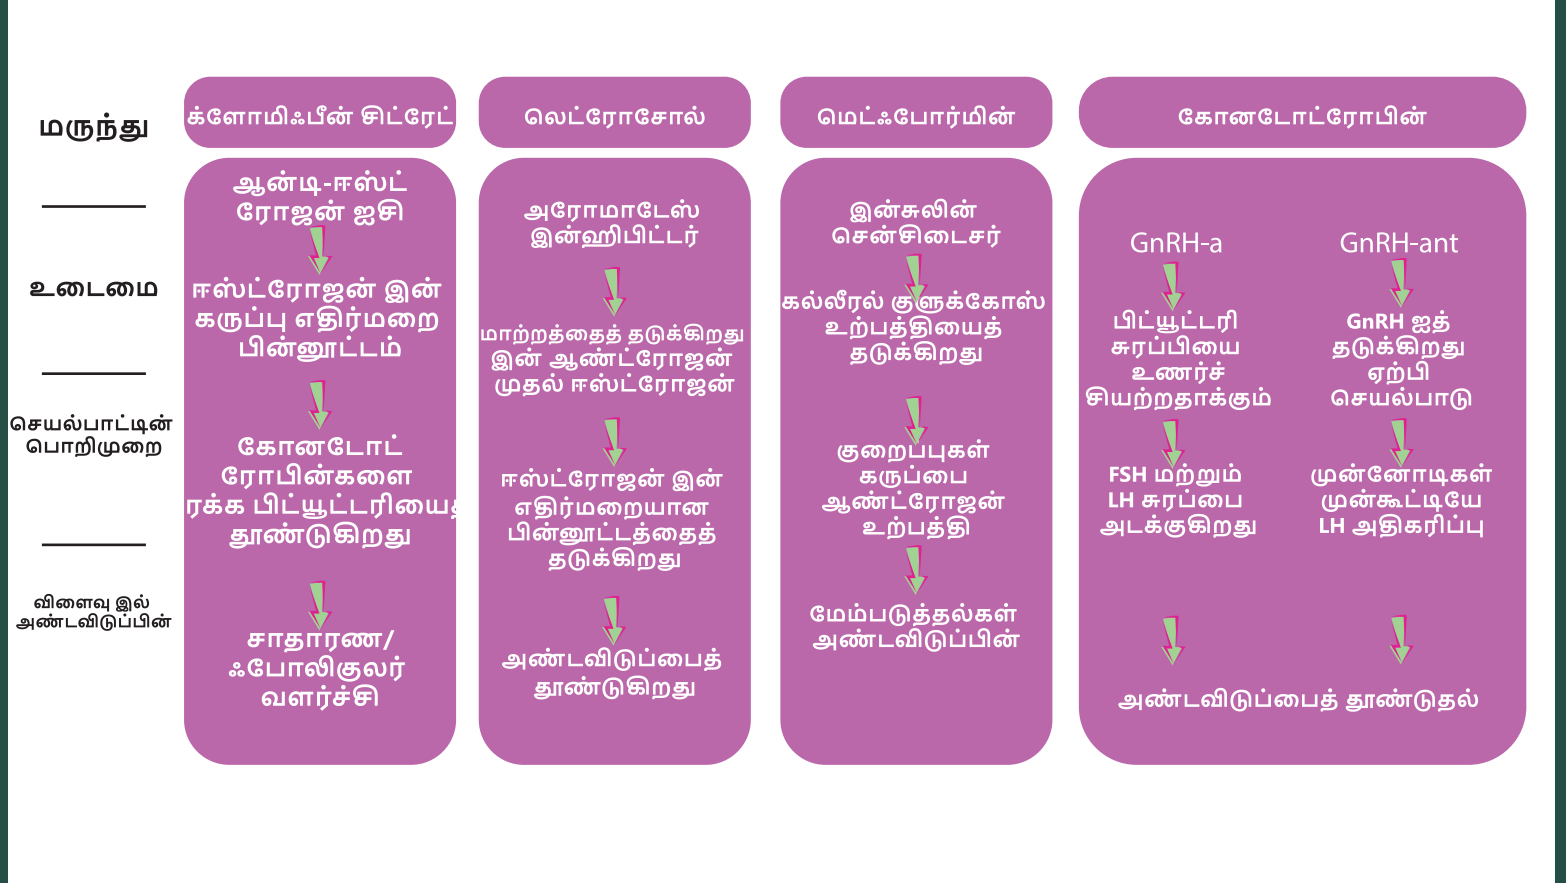 மருந்து
உடைமை
செயல்பாட்டின்
பொறிமுறை
விளைவு இல்
அண்டவிடுப்பின்
க்ளோமிஃபீன் சிட்ரேட்
ஆன்டி-ஈஸ்ட்
ரோஜன் ஐசி
ஈஸ்ட்ரோஜன் இன்
கருப்பு எதிர்மறை
பின்னூட்டம்
கோனடோட்
ரோபின்களை
ரக்க பிட்யூட்டரியைத்
தூண்டுகிறது
சாதாரண/
ஃபோலிகுலர்
வளர்ச்சி
லெட்ரோசோல்
அரோமாடேஸ்
இன்ஹிபிட்டர்
மாற்றத்தைத் தடுக்கிறது
இன் ஆண்ட்ரோஜன்
முதல் ஈஸ்ட்ரோஜன்
ஈஸ்ட்ரோஜன் இன்
எதிர்மறையான
பின்னூட்டத்தைத்
தடுக்கிறது
அண்டவிடுப்பைத்
தூண்டுகிறது
மெட்ஃபோர்மின்
இன்சுலின்
சென்சிடைசர்
கல்லீரல் குளுக்கோஸ்
உற்பத்தியைத்
தடுக்கிறது
குறைப்புகள்
கருப்பை
ஆண்ட்ரோஜன்
உற்பத்தி
மேம்படுத்தல்கள்
அண்டவிடுப்பின்
கோனடோட்ரோபின்
GnRH-a
பிட்யூட்டரி
சுரப்பியை
உணர்ச்
சியற்றதாக்கும்
FSH மற்றும்
LH சுரப்பை
அடக்குகிறது
GnRH-ant
GnRH ஐத்
தடுக்கிறது
ஏற்பி
செயல்பாடு
முன்னோடிகள்
முன்கூட்டியே
LH அதிகரிப்பு
அண்டவிடுப்பைத் தூண்டுதல்